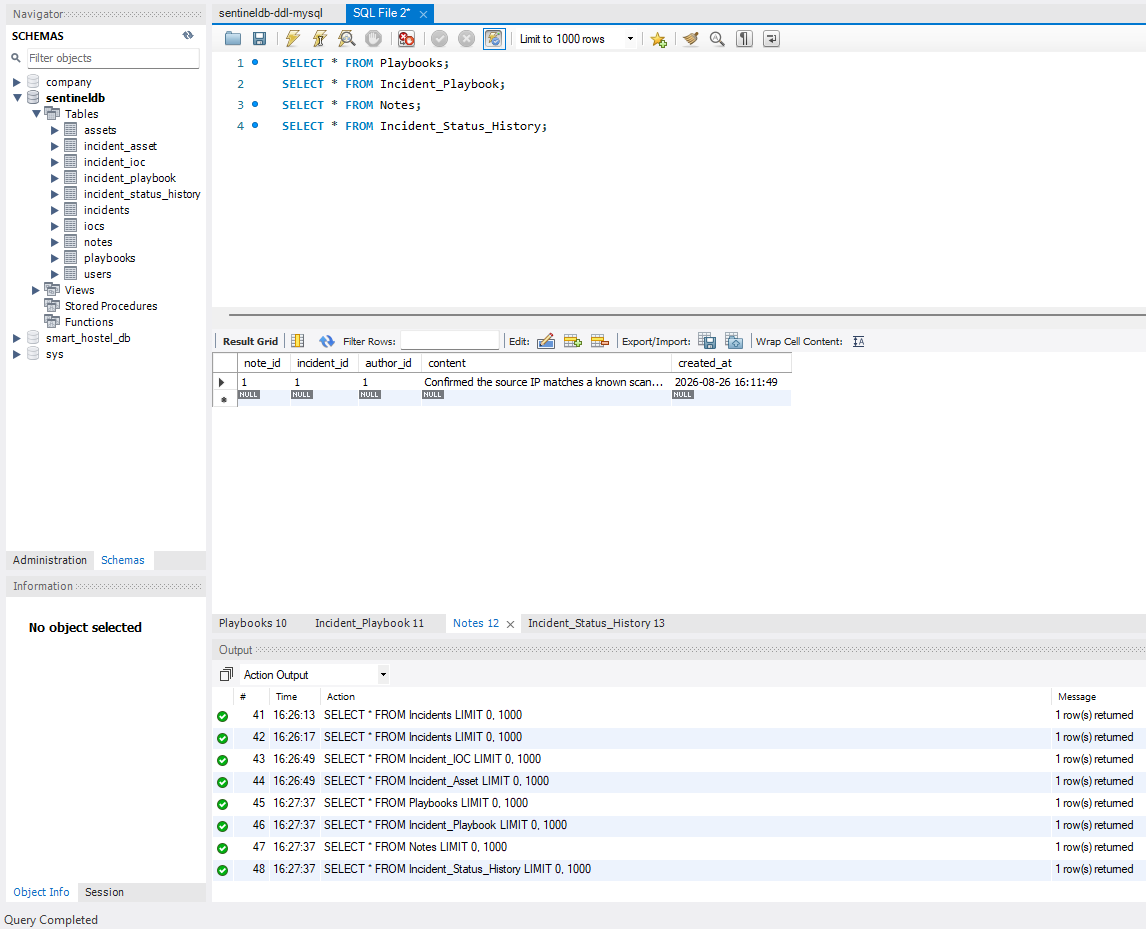 Navigator
SCHEMAS
Filter objects
company
sentineldb
Tables
assets
incident_asset
incident_ioc
incident_playbook
incident_status_history
incidents
iocs
notes
playbooks
users
Views
Stored Procedures
Functions
smart_hostel_db
sys
Administration Schemas
Information
No object selected
Object Info Session
Query Completed
sentineldb-ddl-mysql SQL File 2*
Limit to 1000 rows
1 SELECT * FROM Playbooks;
2 SELECT * FROM Incident_Playbook;
3 SELECT * FROM Notes;
4 SELECT * FROM Incident_Status_History;
Result Grid Filter Rows: Edit: Export/Import: Wrap Cell Content: IA
note_id incident_id author_id content created_at
1 1 1 Confirmed the source IP matches a known scan... 2026-08-26 16:11:49
NULL NULL NULL NULL NULL
Playbooks 10 Incident_Playbook 11 Notes 12 Incident_Status_History 13
Output
Action Output
# Time Action Message
41 16:26:13 SELECT * FROM Incidents LIMIT 0, 1000 1 row(s) returned
42 16:26:17 SELECT * FROM Incidents LIMIT 0, 1000 1 row(s) returned
43 16:26:49 SELECT * FROM Incident_IOC LIMIT 0, 1000 1 row(s) returned
44 16:26:49 SELECT * FROM Incident_Asset LIMIT 0, 1000 1 row(s) returned
45 16:27:37 SELECT * FROM Playbooks LIMIT 0, 1000 1 row(s) returned
46 16:27:37 SELECT * FROM Incident_Playbook LIMIT 0, 1000 1 row(s) returned
47 16:27:37 SELECT * FROM Notes LIMIT 0, 1000 1 row(s) returned
48 16:27:37 SELECT * FROM Incident_Status_History LIMIT 0, 1000 1 row(s) returned